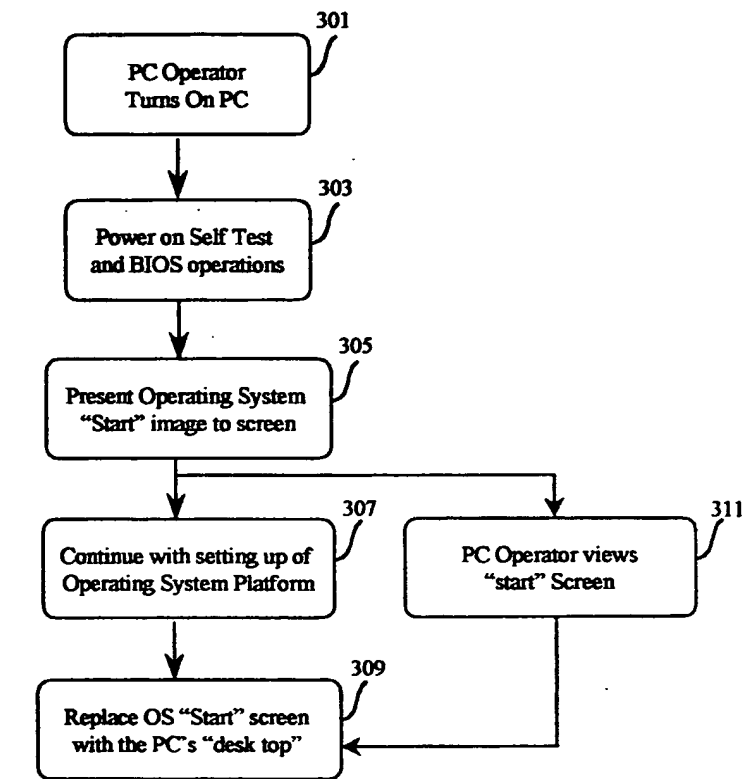 301
PC Operator
Turns On PC
303
Power on Self Test
and BIOS operations
305
Present Operating System
“Start” image to screen
307
Continue with setting up of
Operating System Platform
311
PC Operator views
“start” Screen
309
Replace OS “Start” screen
with the PC's “desk top”